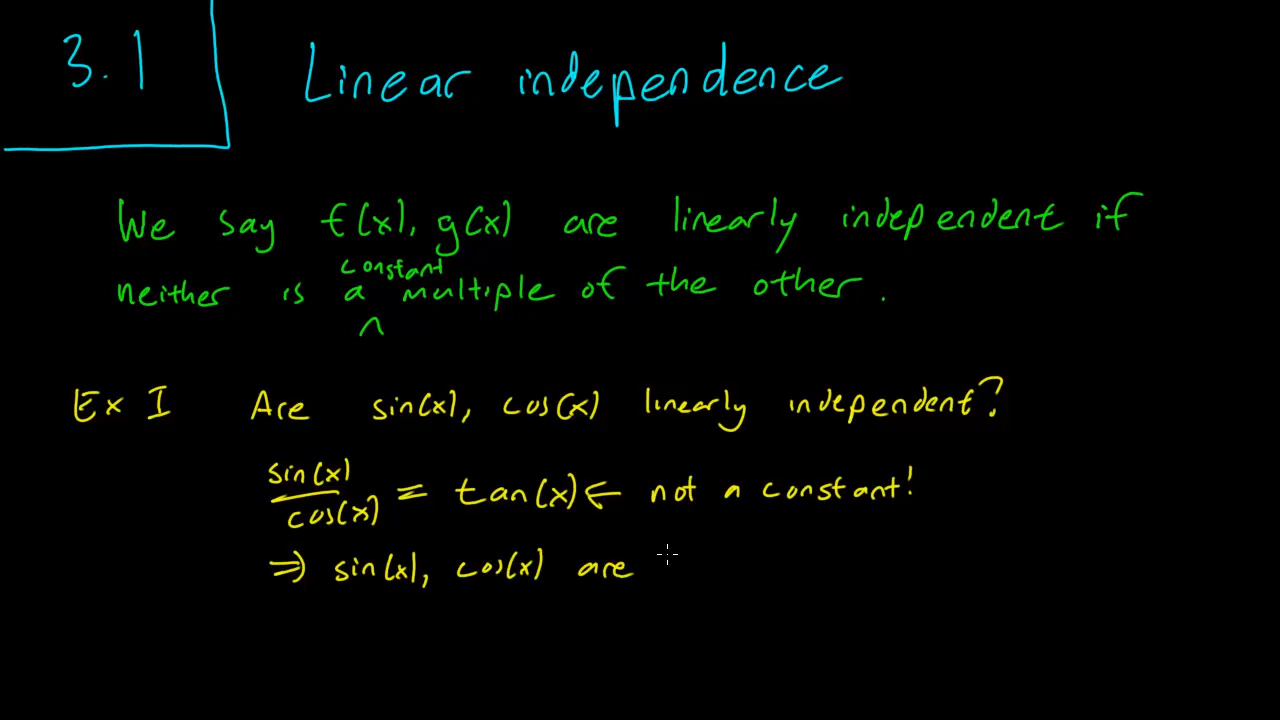 3.1 Linear independence
We say f(x), g(x) are linearly independent if
constant
neither is a multiple of the other.
^
Ex I Are sin(x), cos(x) linearly independent?
sin(x)/cos(x) = tan(x) ← not a constant!
⇒ sin(x), cos(x) are